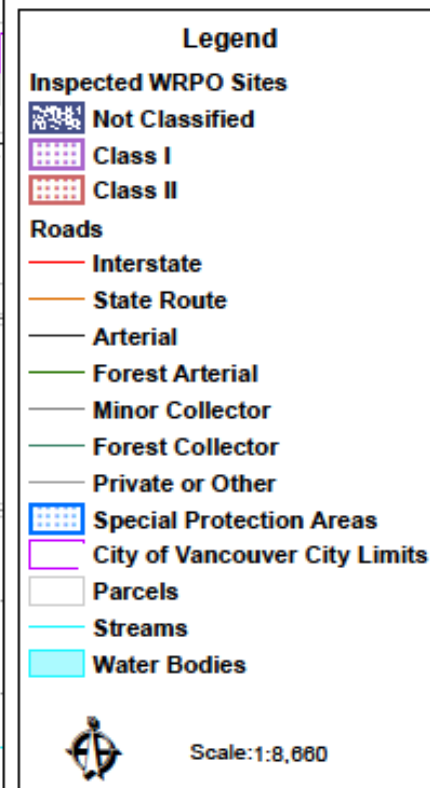 Legend
Inspected WRPO Sites
Not Classified
Class I
Class II
Roads
Interstate
State Route
Arterial
Forest Arterial
Minor Collector
Forest Collector
Private or Other
Special Protection Areas
City of Vancouver City Limits
Parcels
Streams
Water Bodies
Scale:1:8,660